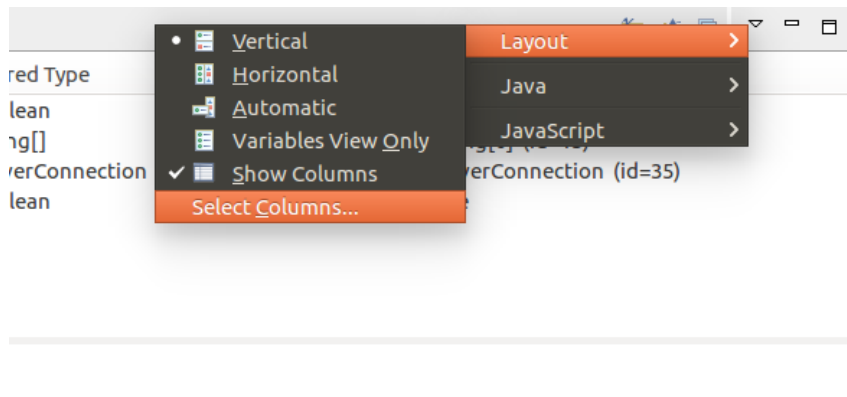 Vertical
Layout
red Type
Horizontal
Java
lean
Automatic
ng[]
Variables View Only
JavaScript
verConnection
Show Columns
verConnection (id=35)
lean
Select Columns...